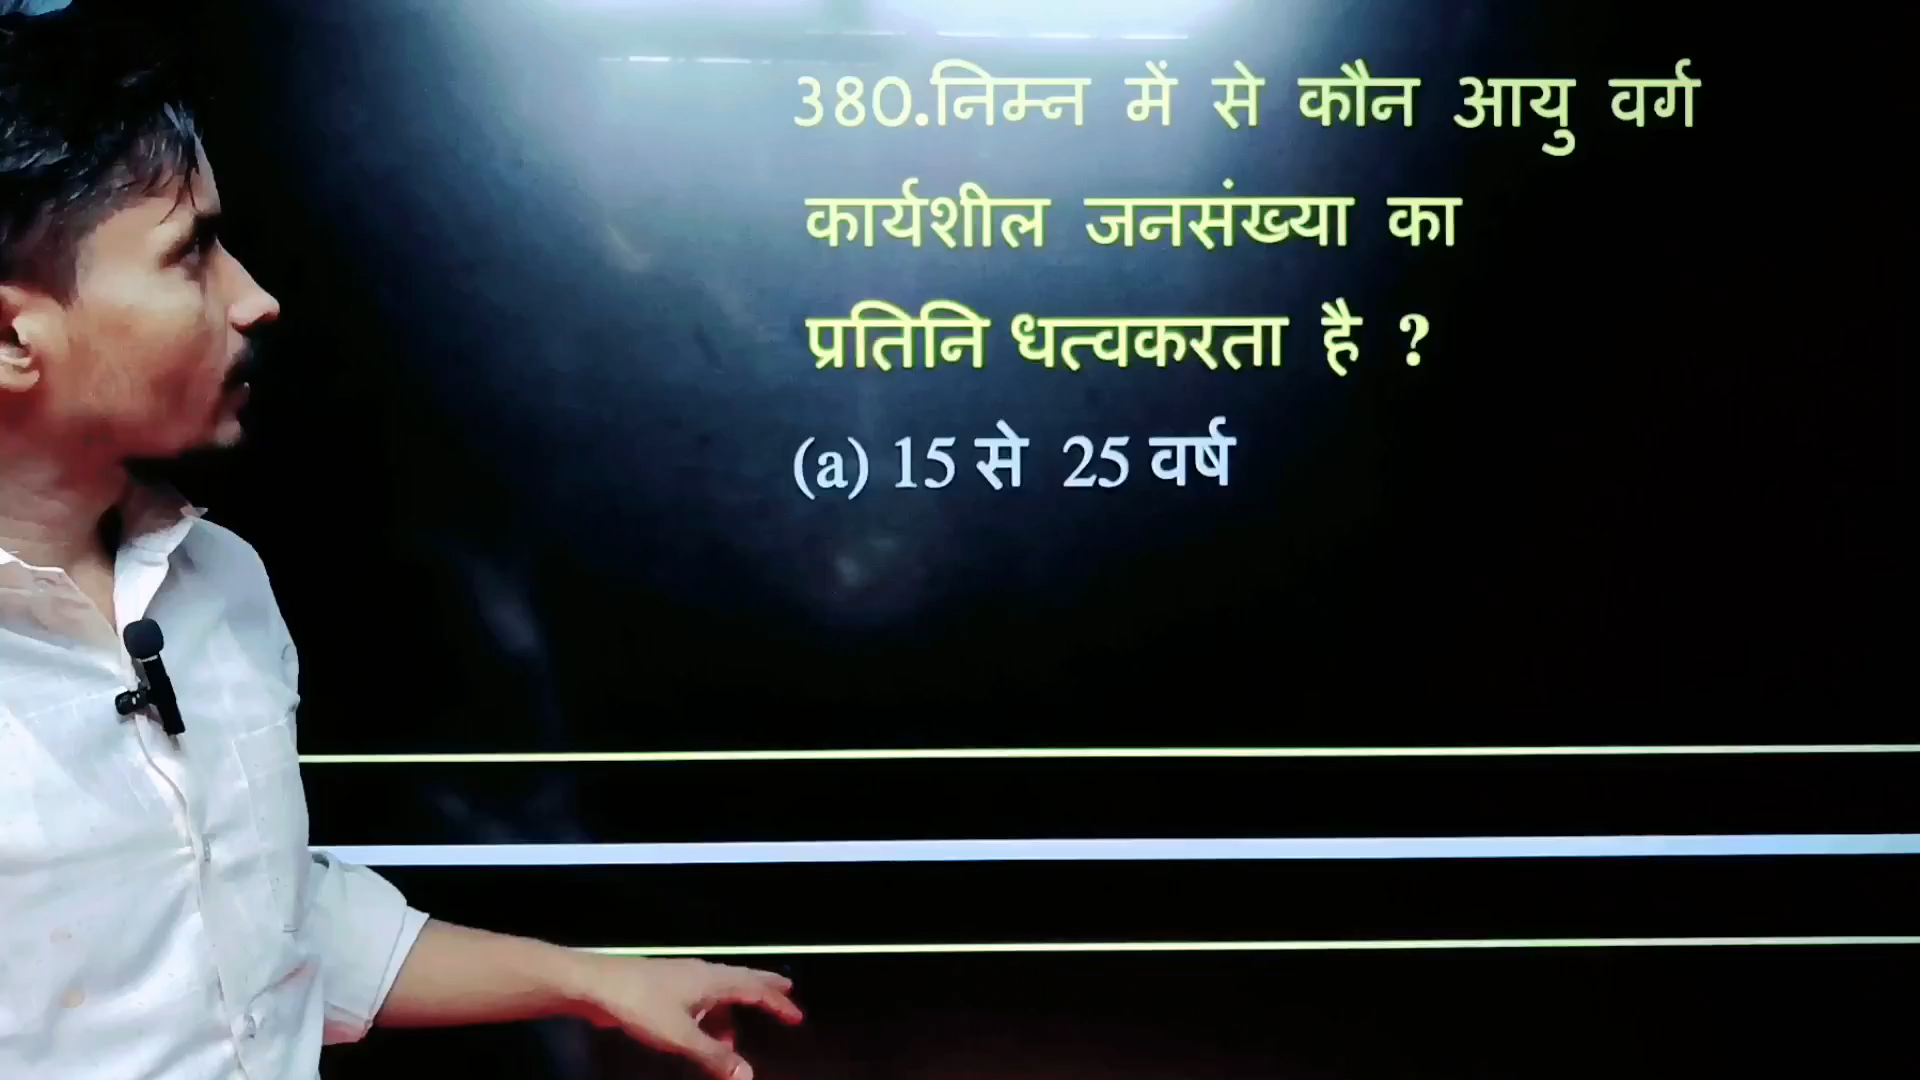 380.निम्न में से कौन आयु वर्ग
कार्यशील जनसंख्या का
प्रतिनि धत्वकरता है ?
(a) 15 से 25 वर्ष